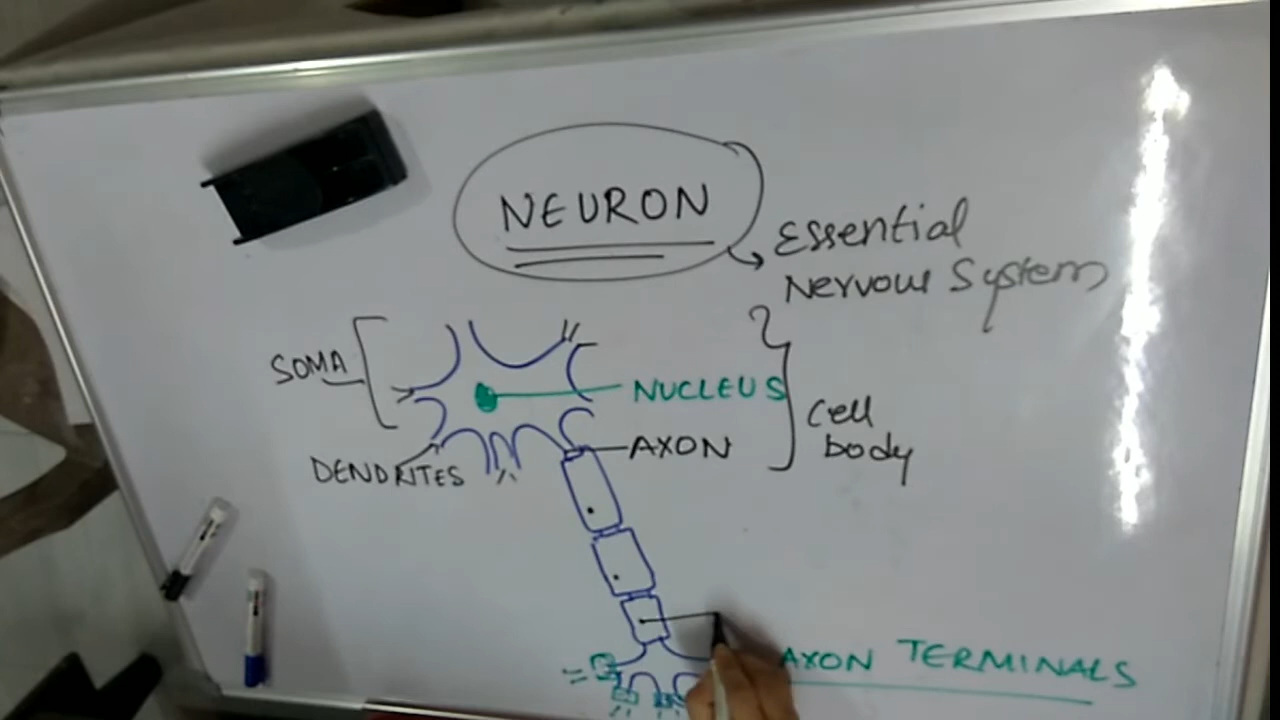 NEURON
Essential
Nervous System
SOMA
NUCLEUS
Cell
body
AXON
DENDRITES
AXON TERMINALS